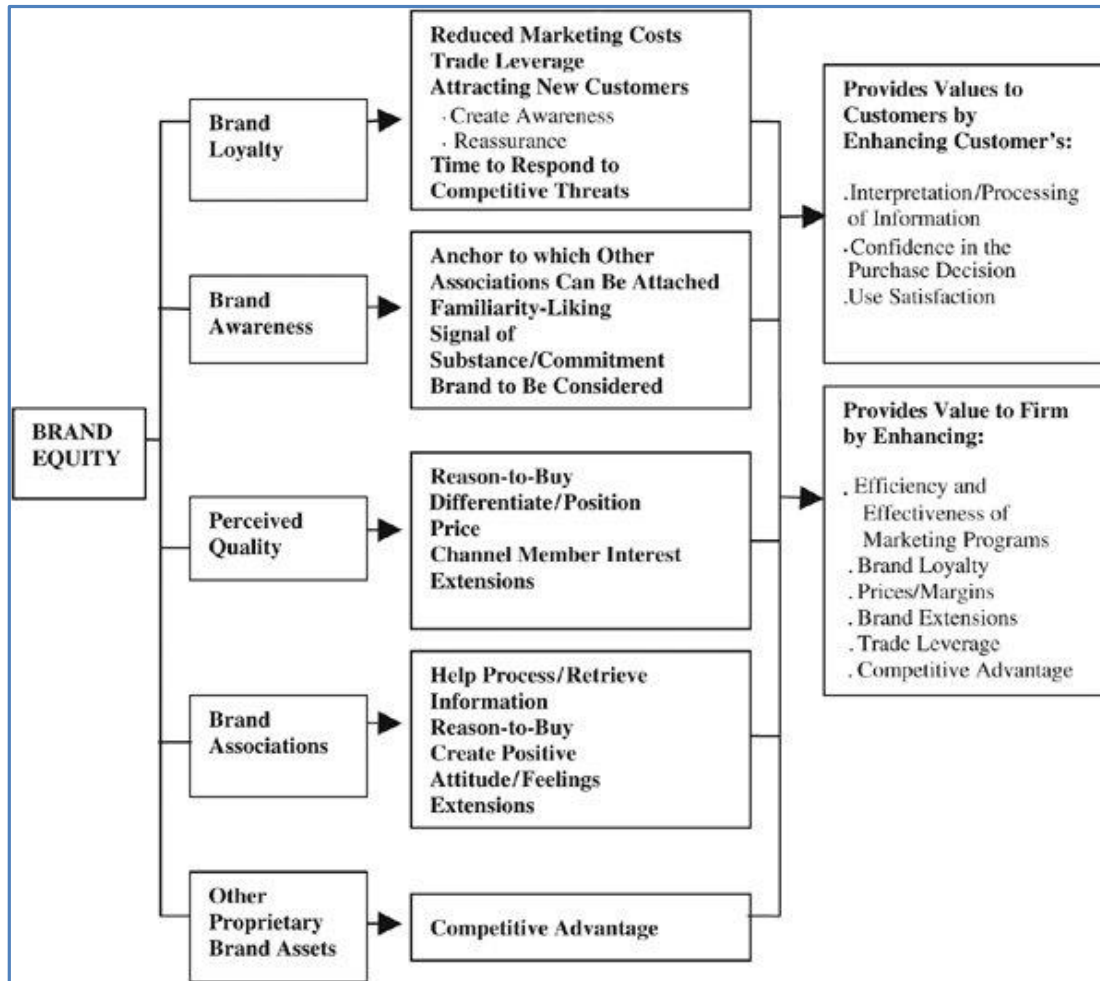 BRAND
EQUITY
Brand
Loyalty
Reduced Marketing Costs
Trade Leverage
Attracting New Customers
· Create Awareness
· Reassurance
Time to Respond to
Competitive Threats
Brand
Awareness
Anchor to which Other
Associations Can Be Attached
Familiarity-Liking
Signal of
Substance/Commitment
Brand to Be Considered
Perceived
Quality
Reason-to-Buy
Differentiate/Position
Price
Channel Member Interest
Extensions
Brand
Associations
Help Process/Retrieve
Information
Reason-to-Buy
Create Positive
Attitude/Feelings
Extensions
Other
Proprietary
Brand Assets
Competitive Advantage
Provides Values to
Customers by
Enhancing Customer's:
.Interpretation/Processing
of Information
.Confidence in the
Purchase Decision
.Use Satisfaction
Provides Value to Firm
by Enhancing:
. Efficiency and
Effectiveness of
Marketing Programs
. Brand Loyalty
. Prices/Margins
. Brand Extensions
. Trade Leverage
. Competitive Advantage